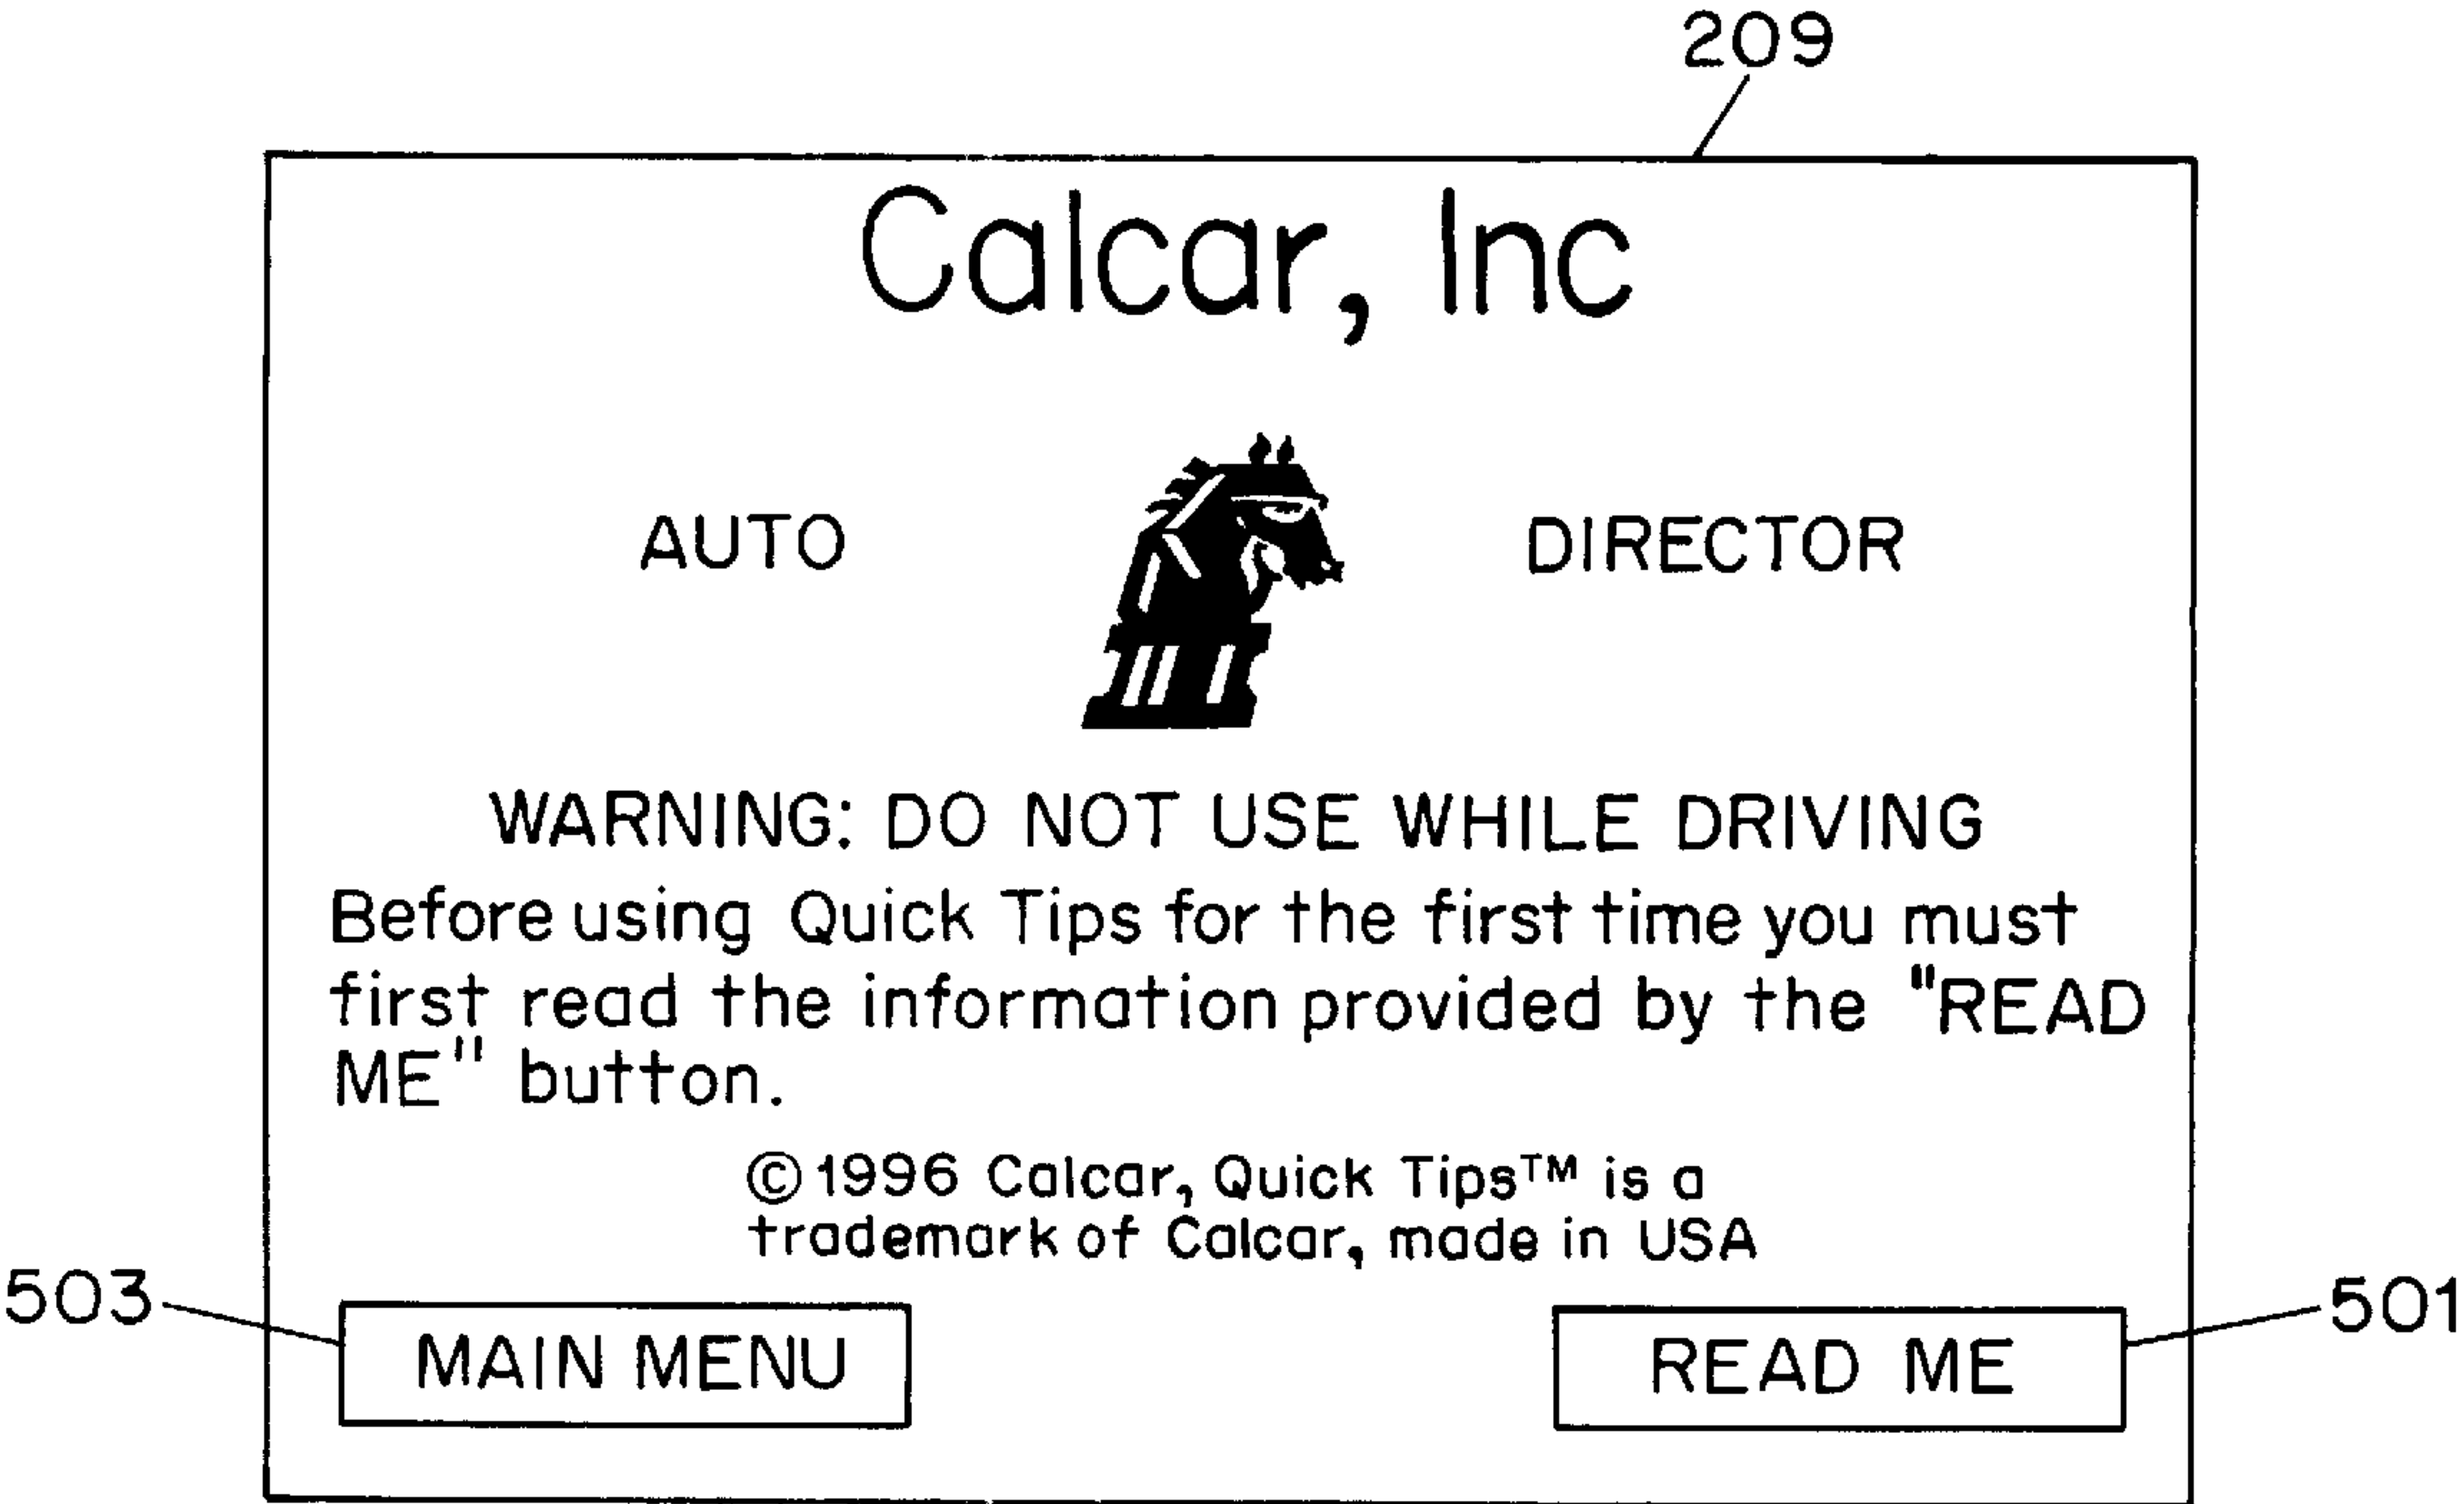 209
Calcar, Inc
AUTO DIRECTOR
WARNING: DO NOT USE WHILE DRIVING
Before using Quick Tips for the first time you must
first read the information provided by the "READ
ME" button.
©1996 Calcar, Quick Tips™ is a
trademark of Calcar, made in USA
503 501
MAIN MENU READ ME